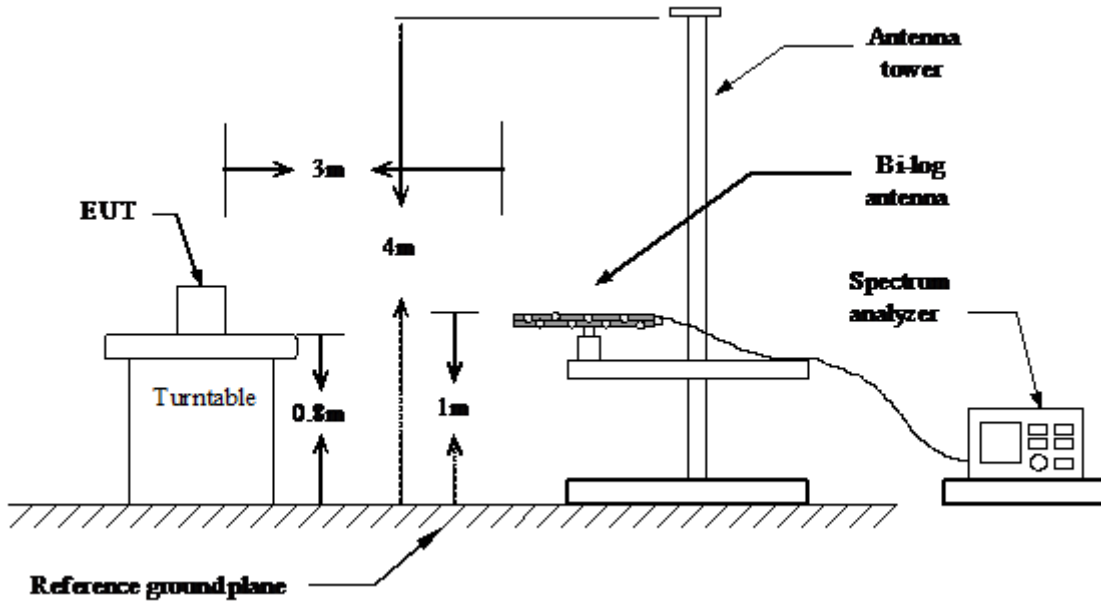 Antenna
tower
3m
Bi-log
antenna
EUT
4m
Spectrum
analyzer
Turntable
0.8m
1m
Reference ground plane